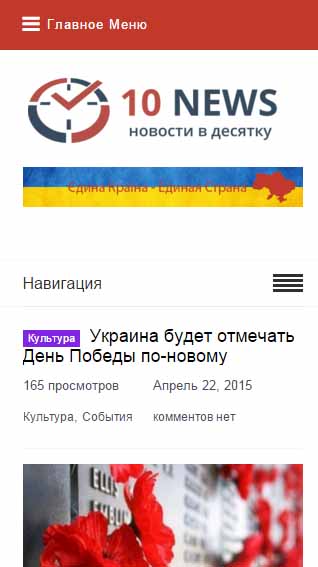 Главное Меню
10 NEWS
новости в десятку
Єдина Країна - Единая Страна
Навигация
Культура Украина будет отмечать
День Победы по-новому
165 просмотров Апрель 22, 2015
Культура, События комментов нет
ELLIS